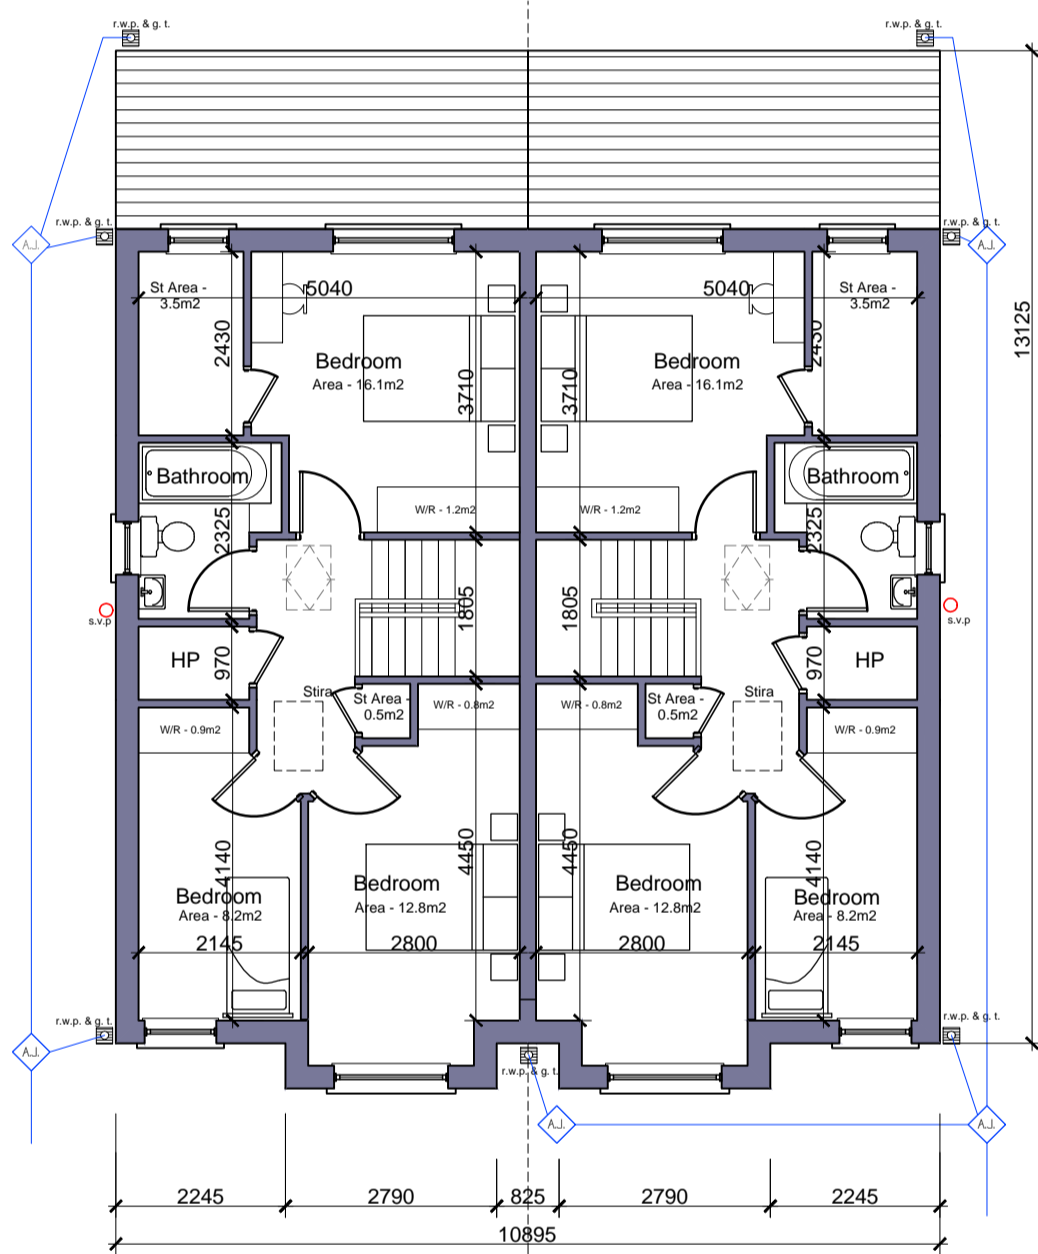 r.w.p. & g. t.
r.w.p. & g. t.
r.w.p. & g. t.
r.w.p. & g. t.
A.J.
A.J.
13125
St Area -
3.5m2
5040
5040
St Area -
3.5m2
2430
Bedroom
Area - 16.1m2
3710
3710
Bedroom
Area - 16.1m2
2430
Bathroom
Bathroom
W/R - 1.2m2
W/R - 1.2m2
2325
2325
s.v.p
1805
1805
s.v.p
HP
970
970
HP
Stira
St Area -
0.5m2
W/R - 0.8m2
W/R - 0.8m2
St Area -
0.5m2
Stira
W/R - 0.9m2
W/R - 0.9m2
4140
4450
4450
4140
Bedroom
Area - 8.2m2
Bedroom
Area - 12.8m2
Bedroom
Area - 12.8m2
Bedroom
Area - 8.2m2
2145
2800
2800
2145
r.w.p. & g. t.
r.w.p. & g. t.
A.J.
r.w.p. & g. t.
A.J.
A.J.
2245
2790
825
2790
2245
10895